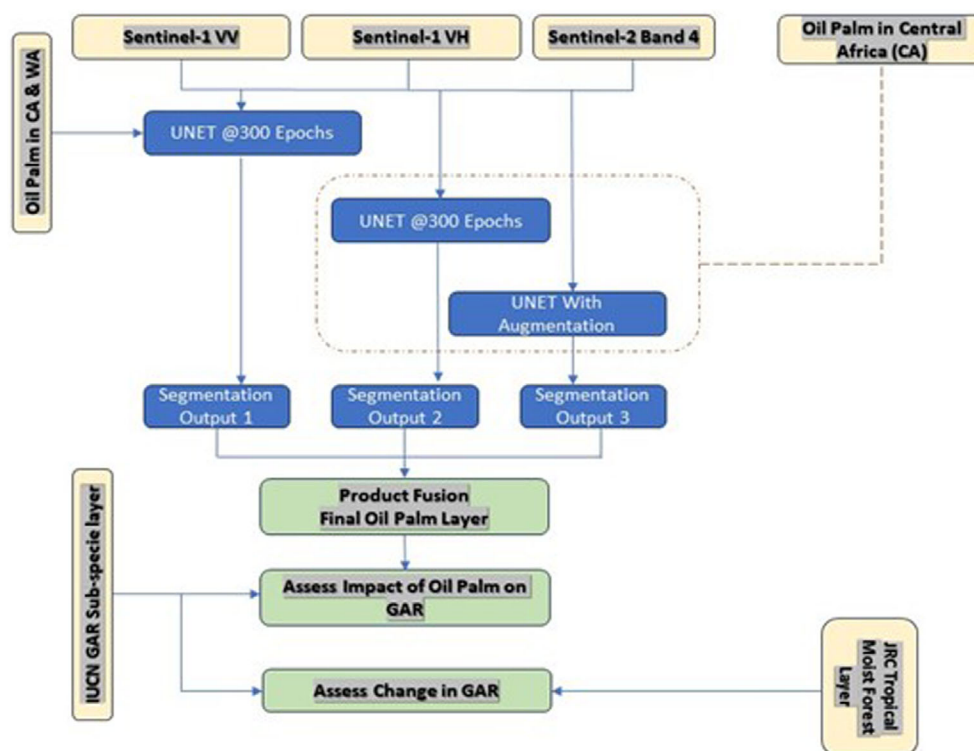 Sentinel-1 VV
Sentinel-1 VH
Sentinel-2 Band 4
Oil Palm in Central
Africa (CA)
Oil Palm in CA & WA
UNET @300 Epochs
UNET @300 Epochs
UNET With
Augmentation
Segmentation
Output 1
Segmentation
Output 2
Segmentation
Output 3
IUCN GAR Sub-specie layer
Product Fusion
Final Oil Palm Layer
Assess Impact of Oil Palm on
GAR
Assess Change in GAR
JRC Tropical
Moist Forest
Layer